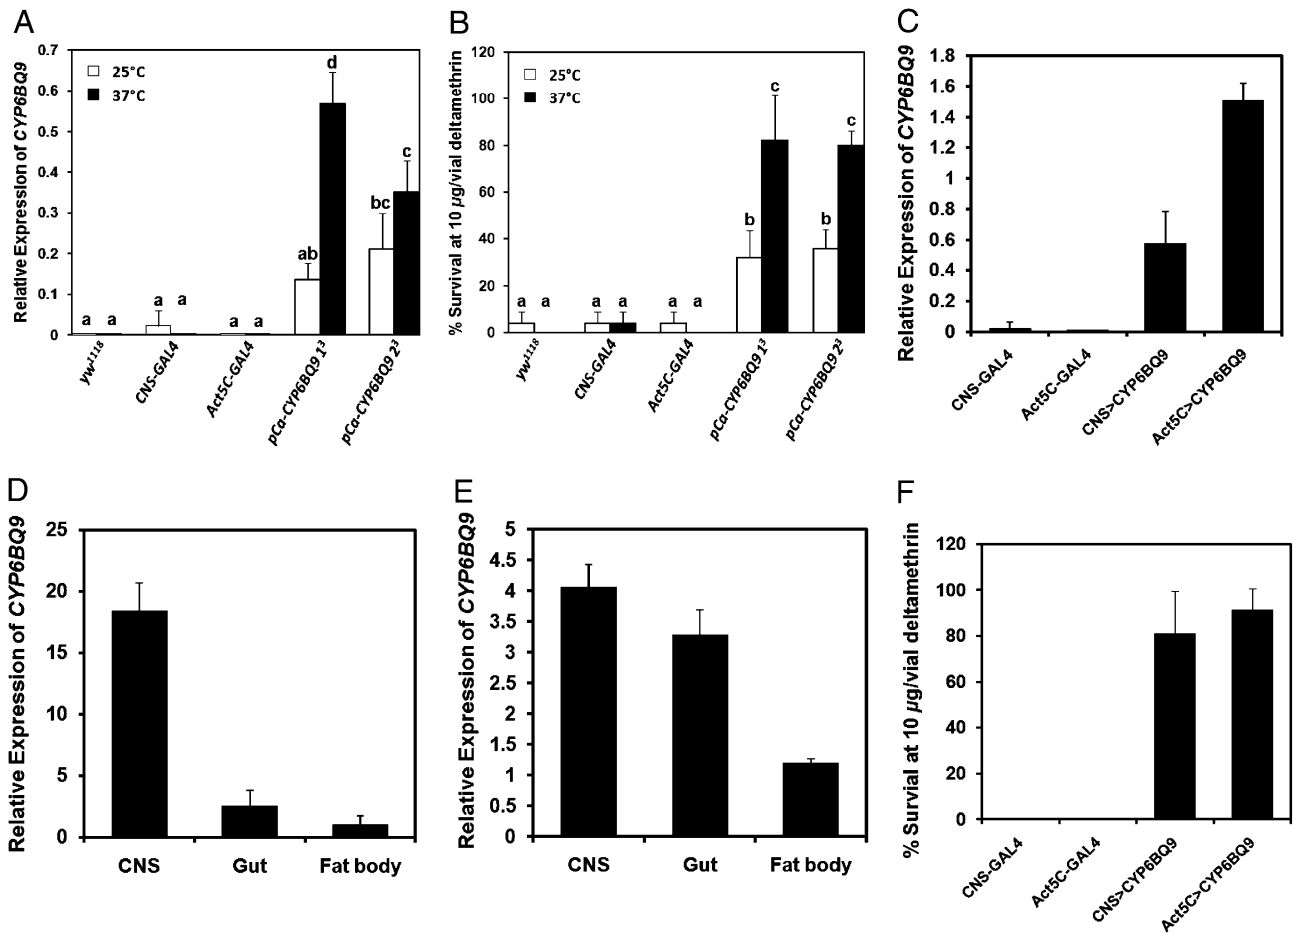 A
Relative Expression of CYP6BQ9
0.7
0.6
0.5
0.4
0.3
0.2
0.1
0
25°C
37°C
a a
a a
a a
ab d
bc c
yw1118
CNS-GAL4
Act5C-GAL4
pCa-CYP6BQ9 1³
pCa-CYP6BQ9 2³
B
% Survival at 10 µg/vial deltamethrin
120
100
80
60
40
20
0
25°C
37°C
a a
a a
a a
b c
b c
yw1118
CNS-GAL4
Act5C-GAL4
pCa-CYP6BQ9 1³
pCa-CYP6BQ9 2³
C
Relative Expression of CYP6BQ9
1.8
1.6
1.4
1.2
1
0.8
0.6
0.4
0.2
0
CNS-GAL4
Act5C-GAL4
CNS>CYP6BQ9
Act5C>CYP6BQ9
D
Relative Expression of CYP6BQ9
25
20
15
10
5
0
CNS
Gut
Fat body
E
Relative Expression of CYP6BQ9
5
4.5
4
3.5
3
2.5
2
1.5
1
0.5
0
CNS
Gut
Fat body
F
% Survial at 10 µg/vial deltamethrin
120
100
80
60
40
20
0
CNS-GAL4
Act5C-GAL4
CNS>CYP6BQ9
Act5C>CYP6BQ9